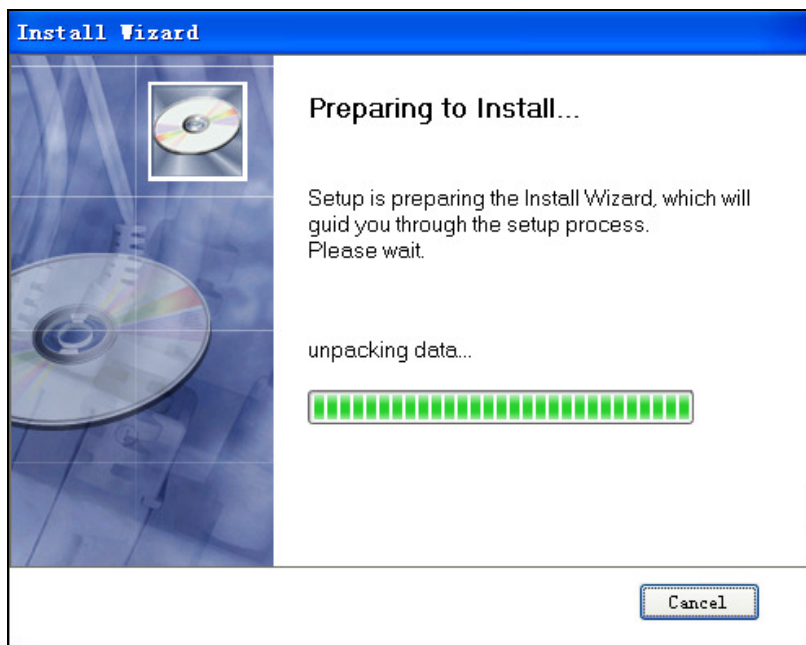 Install Wizard
Preparing to Install...
Setup is preparing the Install Wizard, which will
guid you through the setup process.
Please wait.
unpacking data...
Cancel